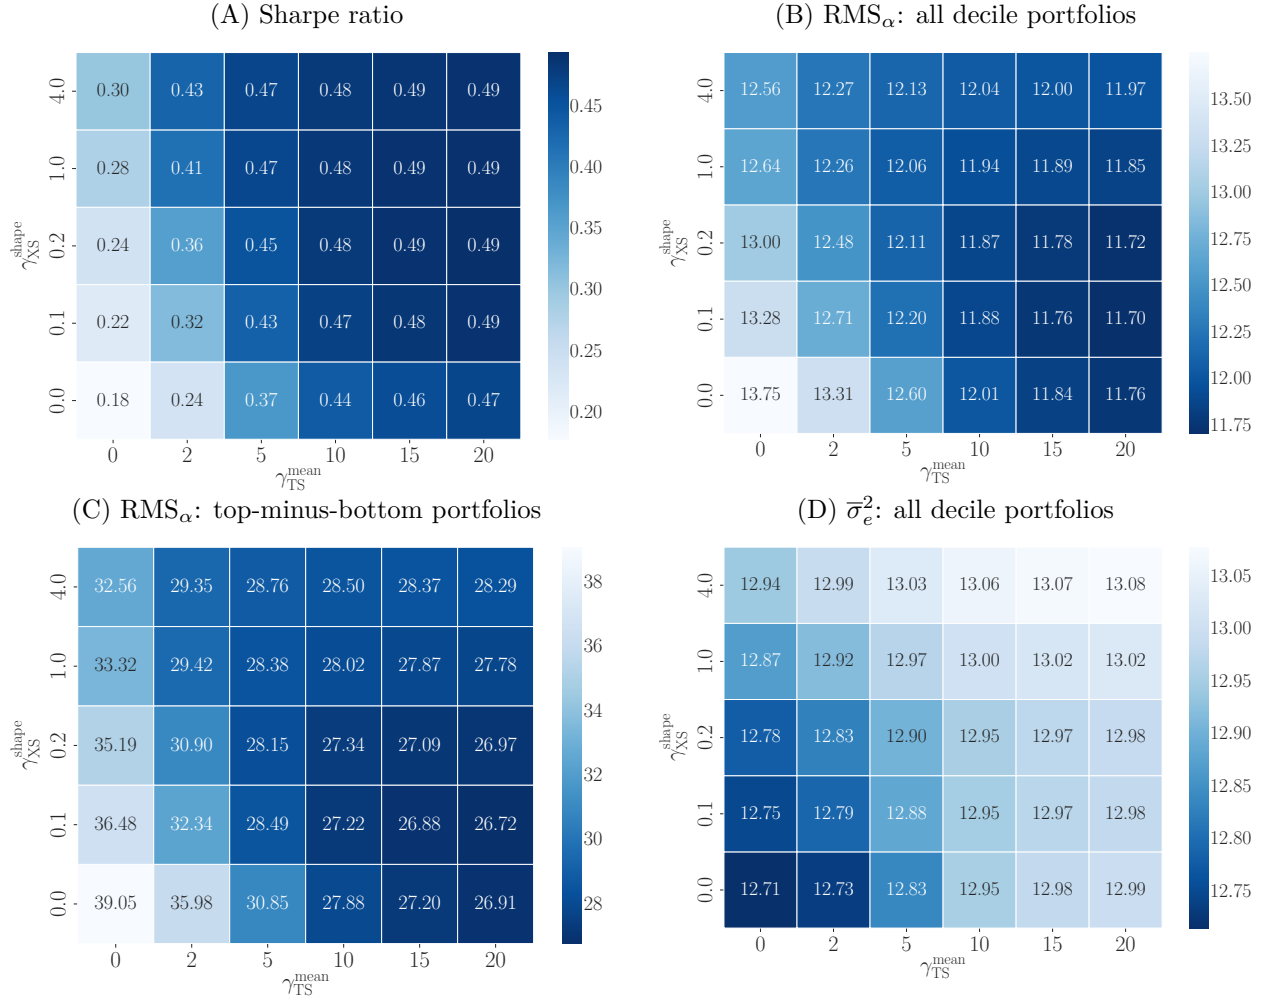 (A) Sharpe ratio
4.0 0.30 0.43 0.47 0.48 0.49 0.49
1.0 0.28 0.41 0.47 0.48 0.49 0.49
0.2 0.24 0.36 0.45 0.48 0.49 0.49
0.1 0.22 0.32 0.43 0.47 0.48 0.49
0.0 0.18 0.24 0.37 0.44 0.46 0.47
0 2 5 10 15 20
γ_XS^shape
γ_TS^mean
0.45
0.40
0.35
0.30
0.25
0.20
(B) RMS_α: all decile portfolios
4.0 12.56 12.27 12.13 12.04 12.00 11.97
1.0 12.64 12.26 12.06 11.94 11.89 11.85
0.2 13.00 12.48 12.11 11.87 11.78 11.72
0.1 13.28 12.71 12.20 11.88 11.76 11.70
0.0 13.75 13.31 12.60 12.01 11.84 11.76
0 2 5 10 15 20
γ_XS^shape
γ_TS^mean
13.50
13.25
13.00
12.75
12.50
12.25
12.00
11.75
(C) RMS_α: top-minus-bottom portfolios
4.0 32.56 29.35 28.76 28.50 28.37 28.29
1.0 33.32 29.42 28.38 28.02 27.87 27.78
0.2 35.19 30.90 28.15 27.34 27.09 26.97
0.1 36.48 32.34 28.49 27.22 26.88 26.72
0.0 39.05 35.98 30.85 27.88 27.20 26.91
0 2 5 10 15 20
γ_XS^shape
γ_TS^mean
38
36
34
32
30
28
(D) σ̅_e^2: all decile portfolios
4.0 12.94 12.99 13.03 13.06 13.07 13.08
1.0 12.87 12.92 12.97 13.00 13.02 13.02
0.2 12.78 12.83 12.90 12.95 12.97 12.98
0.1 12.75 12.79 12.88 12.95 12.97 12.98
0.0 12.71 12.73 12.83 12.95 12.98 12.99
0 2 5 10 15 20
γ_XS^shape
γ_TS^mean
13.05
13.00
12.95
12.90
12.85
12.80
12.75